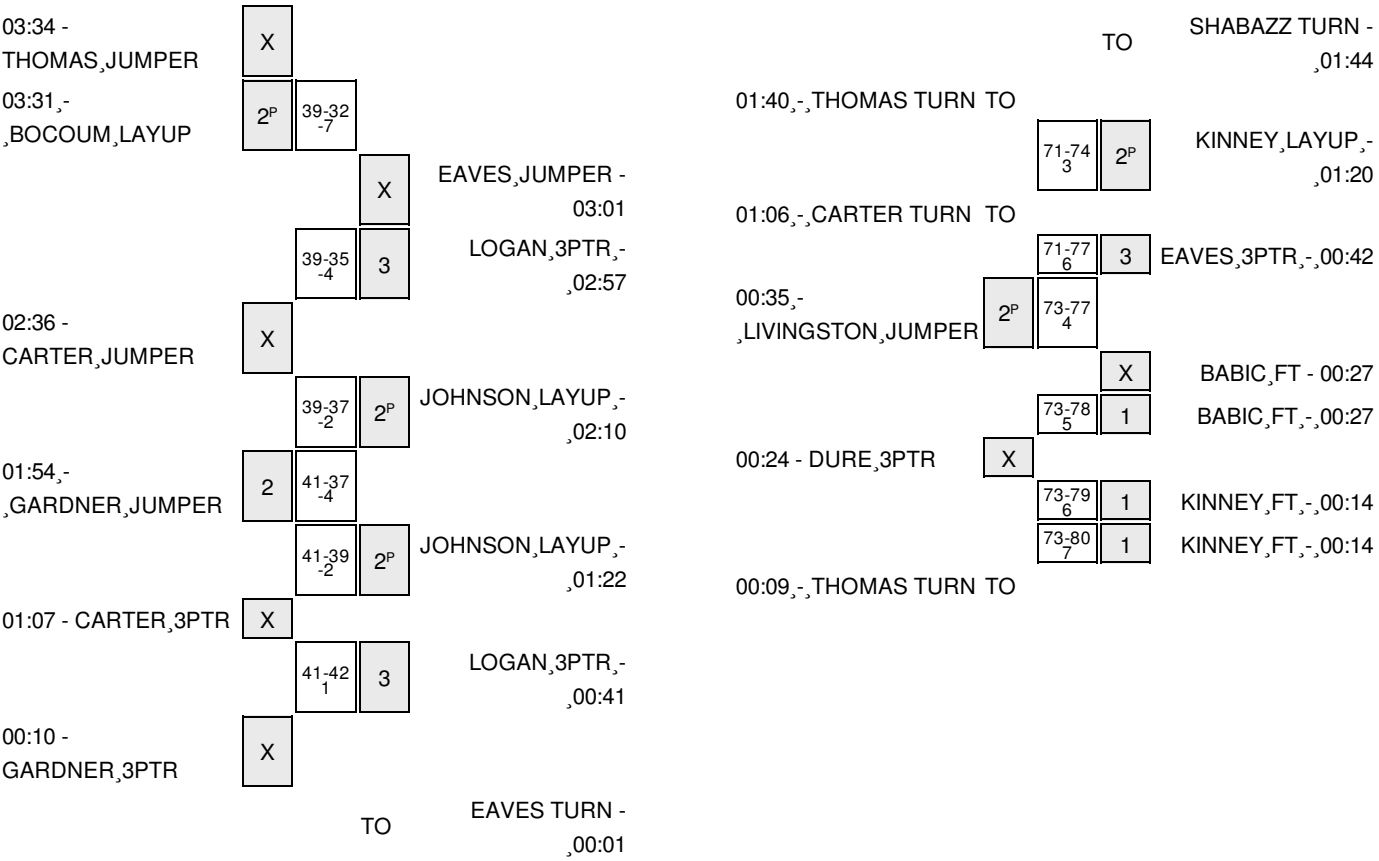 03:34 -
THOMAS¸JUMPER
X
03:31¸-
¸BOCOUM¸LAYUP
2ᴾ
39-32
-7
X
EAVES¸JUMPER -
03:01
39-35
-4
3
LOGAN¸3PTR¸-
¸02:57
02:36 -
CARTER¸JUMPER
X
39-37
-2
2ᴾ
JOHNSON¸LAYUP¸-
¸02:10
01:54¸-
¸GARDNER¸JUMPER
2
41-37
-4
41-39
-2
2ᴾ
JOHNSON¸LAYUP¸-
¸01:22
01:07 - CARTER¸3PTR
X
41-42
1
3
LOGAN¸3PTR¸-
¸00:41
00:10 -
GARDNER¸3PTR
X
TO
EAVES TURN -
¸00:01
TO
SHABAZZ TURN -
¸01:44
01:40¸-¸THOMAS TURN TO
71-74
3
2ᴾ
KINNEY¸LAYUP¸-
¸01:20
01:06¸-¸CARTER TURN TO
71-77
6
3
EAVES¸3PTR¸-¸00:42
00:35¸-
¸LIVINGSTON¸JUMPER
2ᴾ
73-77
4
X
BABIC¸FT - 00:27
73-78
5
1
BABIC¸FT¸-¸00:27
00:24 - DURE¸3PTR
X
73-79
6
1
KINNEY¸FT¸-¸00:14
73-80
7
1
KINNEY¸FT¸-¸00:14
00:09¸-¸THOMAS TURN TO